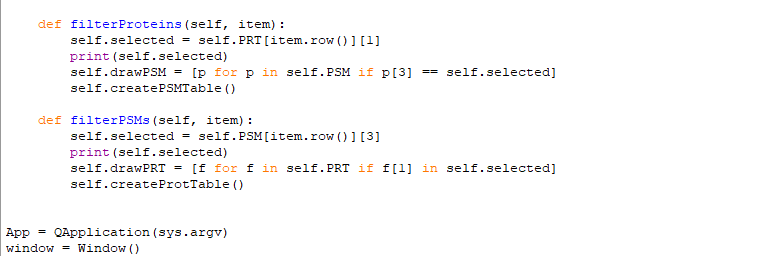 def filterProteins(self, item):
self.selected = self.PRT[item.row()][1]
print(self.selected)
self.drawPSM = [p for p in self.PSM if p[3] == self.selected]
self.createPSMTable()
def filterPSMs(self, item):
self.selected = self.PSM[item.row()][3]
print(self.selected)
self.drawPRT = [f for f in self.PRT if f[1] in self.selected]
self.createProtTable()
App = QApplication(sys.argv)
window = Window()